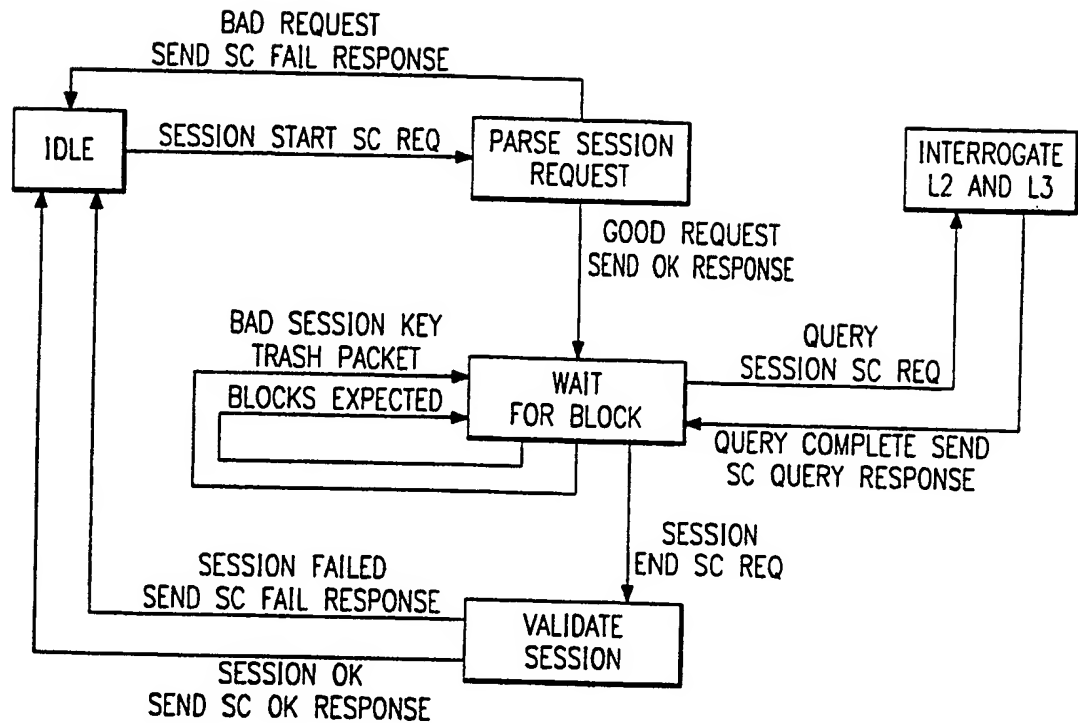 BAD REQUEST
SEND SC FAIL RESPONSE
IDLE
SESSION START SC REQ
PARSE SESSION
REQUEST
INTERROGATE
L2 AND L3
GOOD REQUEST
SEND OK RESPONSE
BAD SESSION KEY
TRASH PACKET
BLOCKS EXPECTED
WAIT
FOR BLOCK
QUERY
SESSION SC REQ
QUERY COMPLETE SEND
SC QUERY RESPONSE
SESSION
END SC REQ
SESSION FAILED
SEND SC FAIL RESPONSE
VALIDATE
SESSION
SESSION OK
SEND SC OK RESPONSE